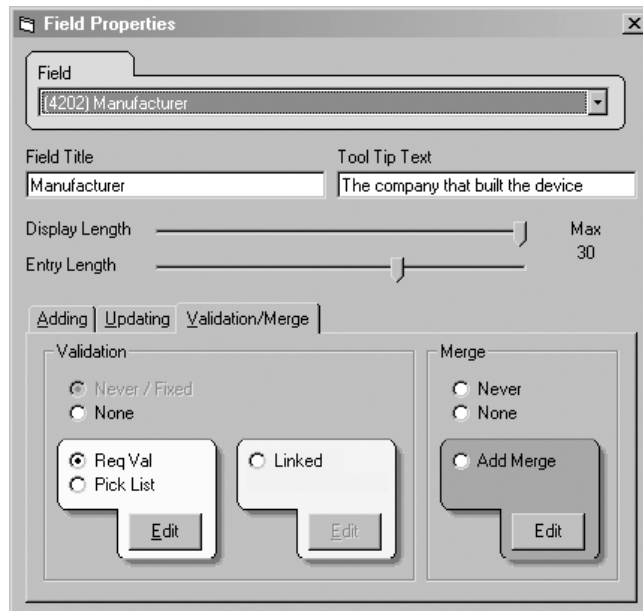 Field Properties
Field
(4202) Manufacturer
Field Title
Tool Tip Text
Manufacturer
The company that built the device
Display Length
Max
30
Entry Length
Adding
Updating
Validation/Merge
Validation
Never / Fixed
None
Req Val
Pick List
Edit
Linked
Edit
Merge
Never
None
Add Merge
Edit